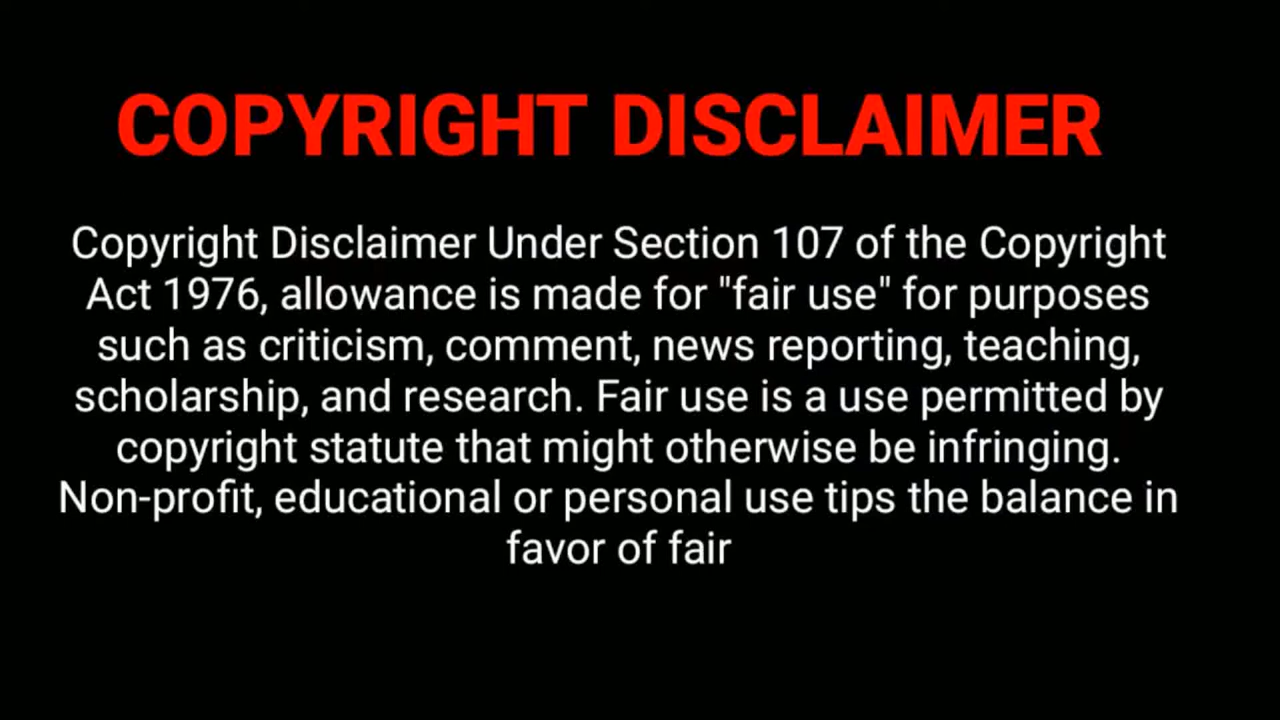 COPYRIGHT DISCLAIMER
Copyright Disclaimer Under Section 107 of the Copyright
Act 1976, allowance is made for "fair use" for purposes
such as criticism, comment, news reporting, teaching,
scholarship, and research. Fair use is a use permitted by
copyright statute that might otherwise be infringing.
Non-profit, educational or personal use tips the balance in
favor of fair